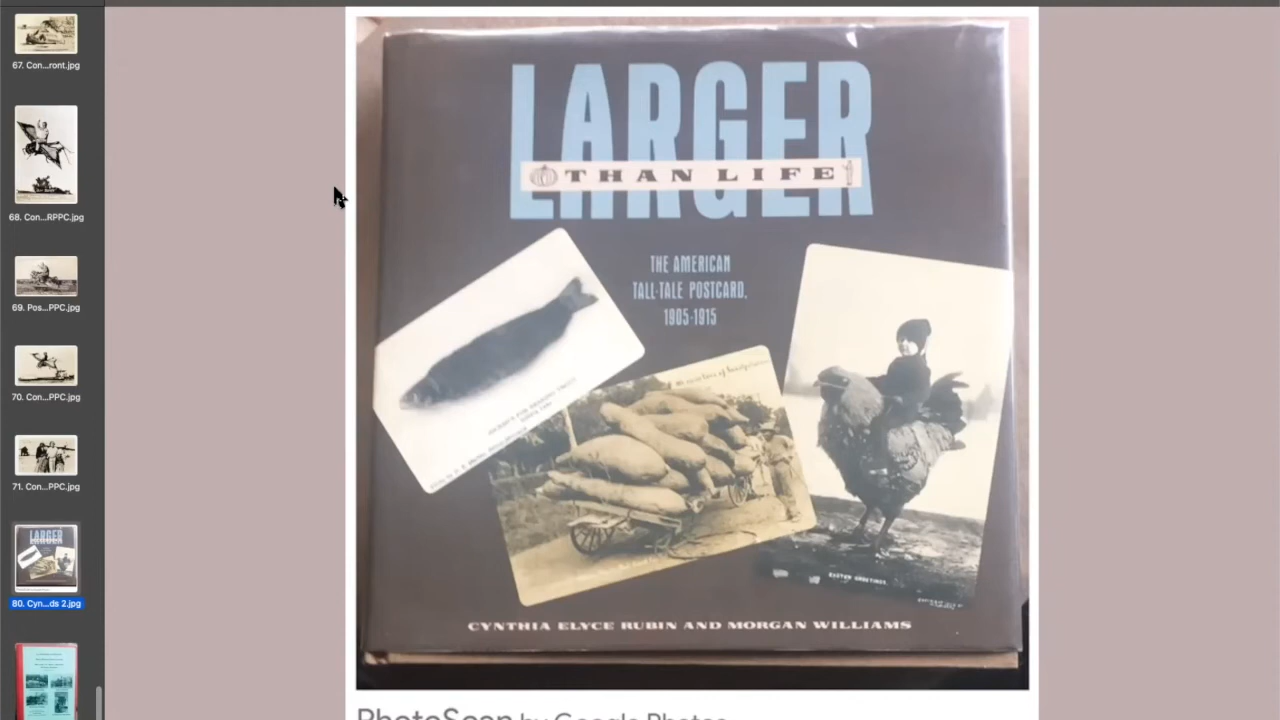 67. Con...ront.jpg
68. Con...RPPC.jpg
69. Pos...PPC.jpg
70. Con...PPC.jpg
71. Con...PPC.jpg
80. Cyn...ds 2.jpg
LARGER
THAN LIFE
THE AMERICAN
TALL-TALE POSTCARD,
1905-1915
EASTER GREETINGS.
CYNTHIA ELYCE RUBIN AND MORGAN WILLIAMS
PhotoScan by Google Photos